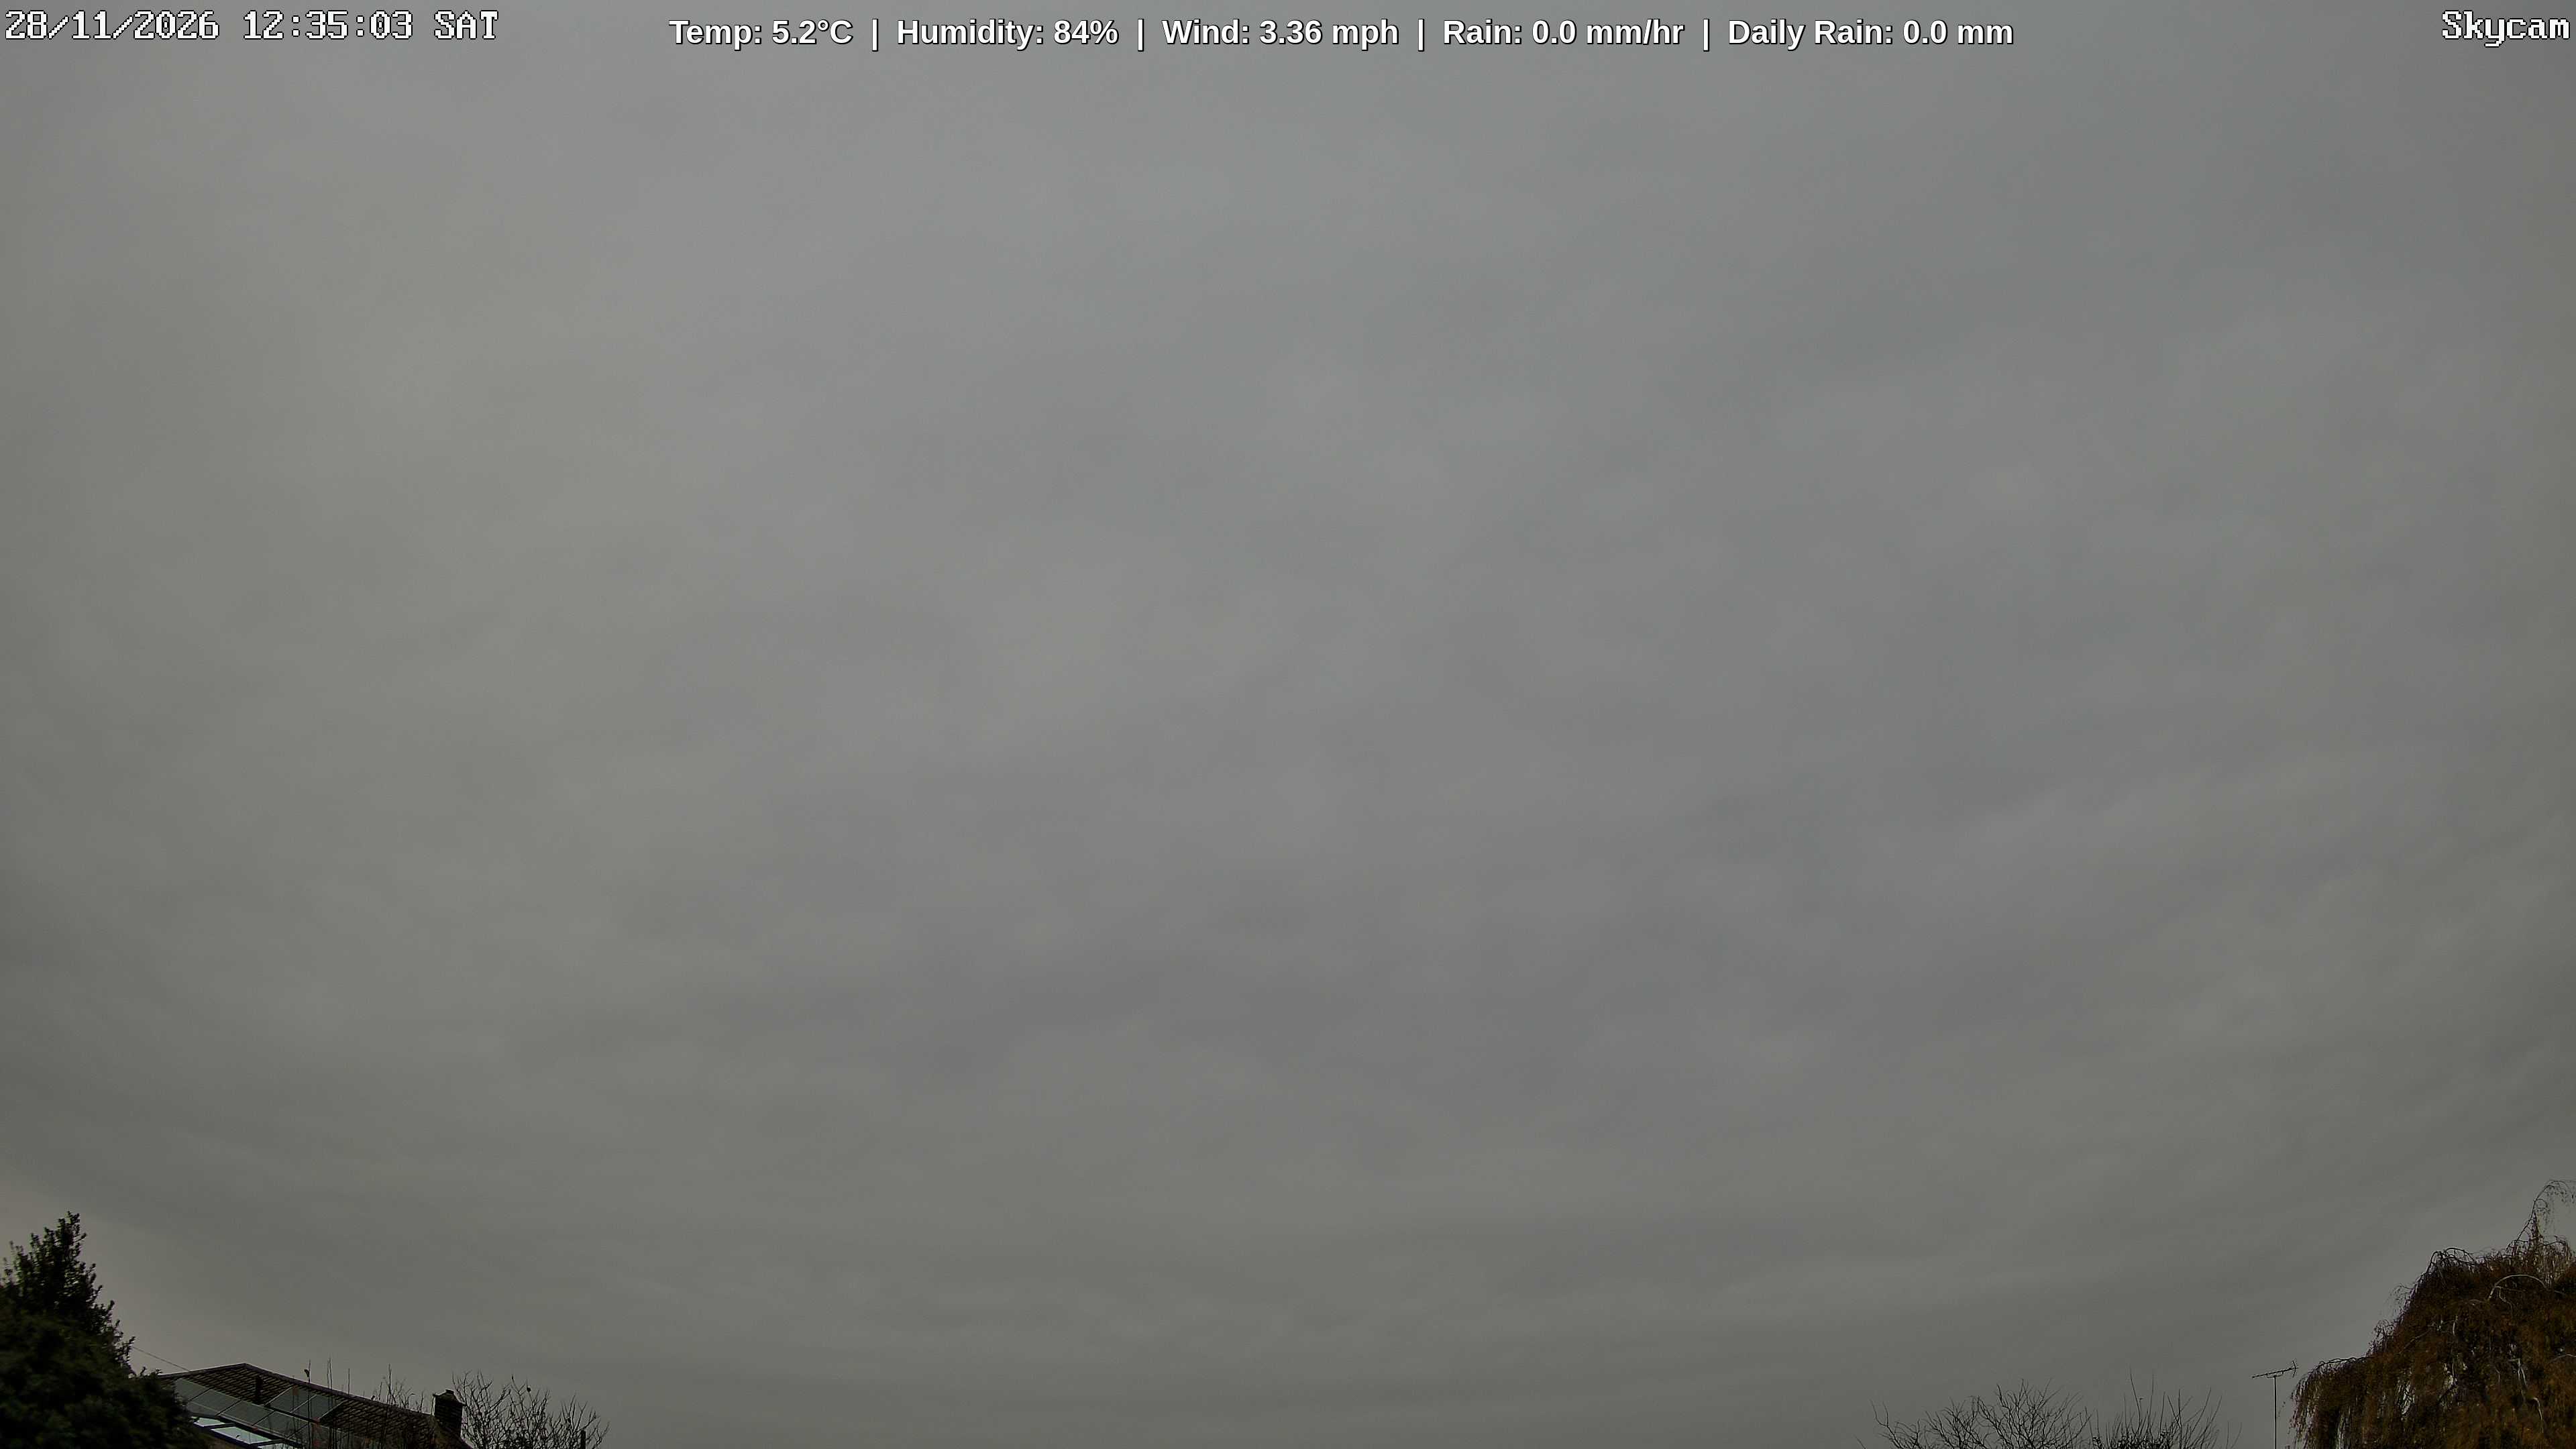 28/11/2026 12:35:03 SAT
Temp: 5.2°C | Humidity: 84% | Wind: 3.36 mph | Rain: 0.0 mm/hr | Daily Rain: 0.0 mm
Skycam